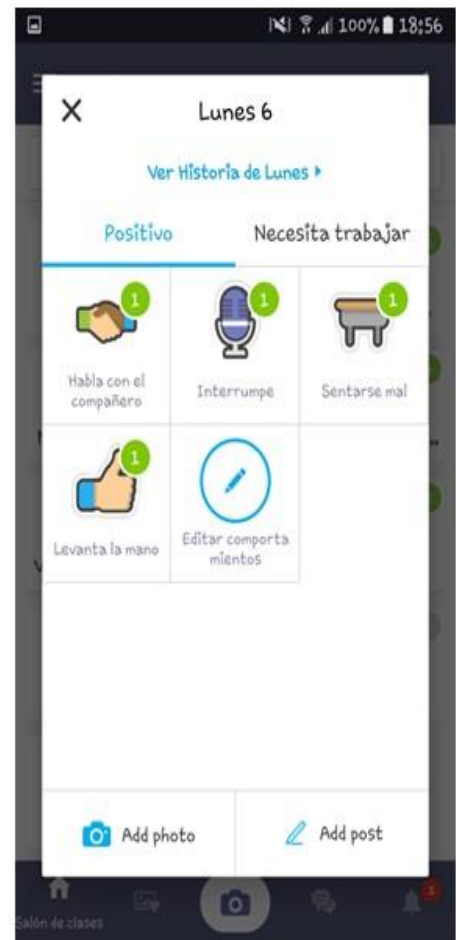 100% 18:56
Lunes 6
Ver Historia de Lunes
Positivo
Necesita trabajar
1
1
1
Habla con el
compañero
Interrumpe
Sentarse mal
1
Levanta la mano
Editar comporta
mientos
Add photo
Add post
Salón de clases